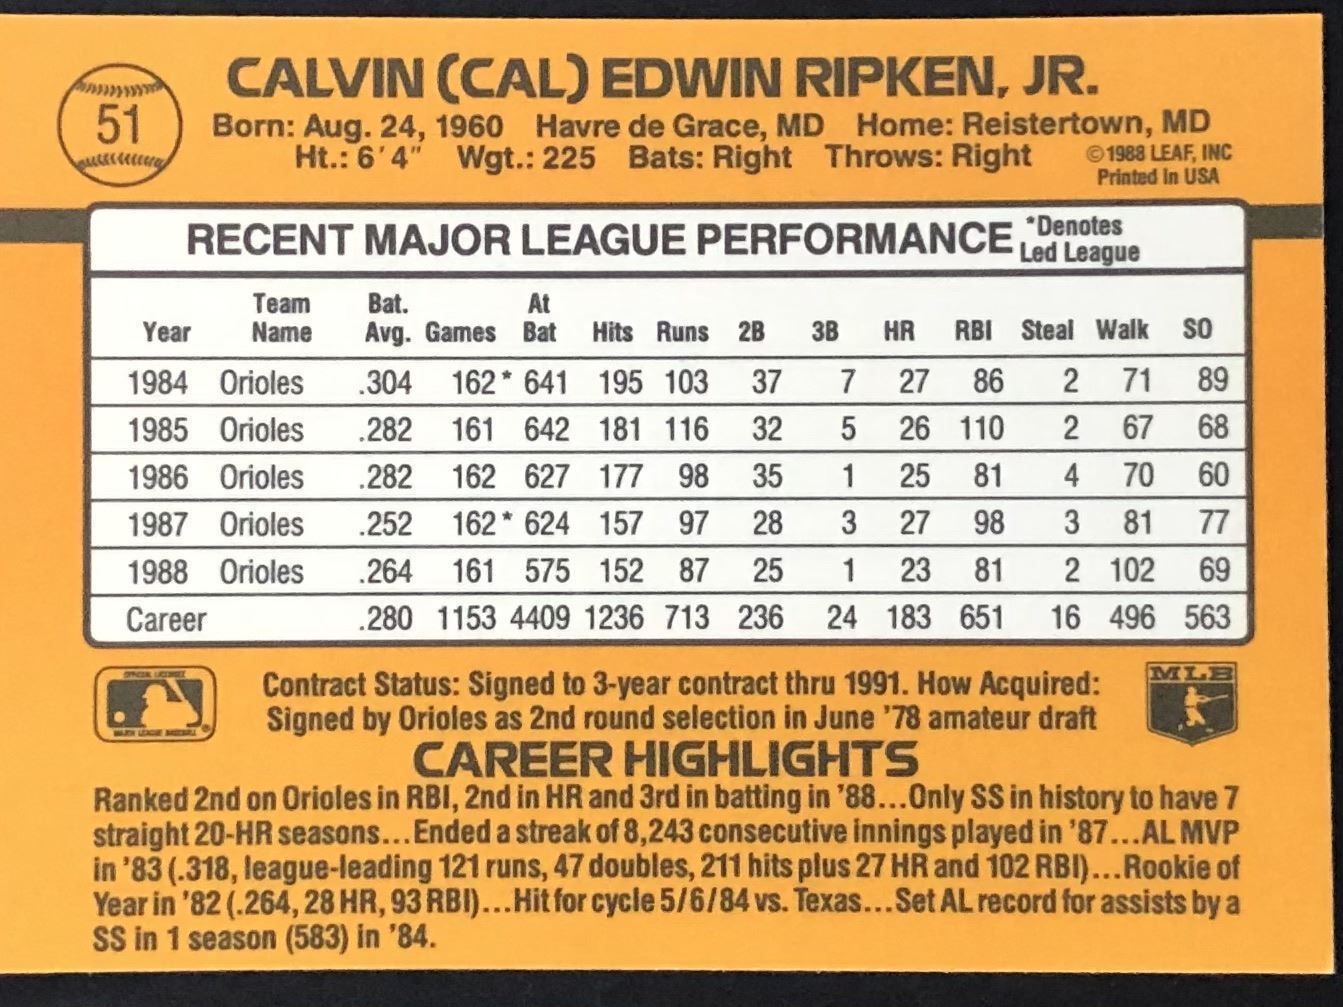 51
CALVIN (CAL) EDWIN RIPKEN, JR.
Born: Aug. 24, 1960 Havre de Grace, MD Home: Reistertown, MD
Ht.: 6'4" Wgt.: 225 Bats: Right Throws: Right
©1988 LEAF, INC
Printed In USA
RECENT MAJOR LEAGUE PERFORMANCE
*Denotes
Led League
Year Team Name Bat. Avg. Games At Bat Hits Runs 2B 3B HR RBI Steal Walk SO
1984 Orioles .304 162* 641 195 103 37 7 27 86 2 71 89
1985 Orioles .282 161 642 181 116 32 5 26 110 2 67 68
1986 Orioles .282 162 627 177 98 35 1 25 81 4 70 60
1987 Orioles .252 162* 624 157 97 28 3 27 98 3 81 77
1988 Orioles .264 161 575 152 87 25 1 23 81 2 102 69
Career .280 1153 4409 1236 713 236 24 183 651 16 496 563
OFFICIAL LICENSEE
MAJOR LEAGUE BASEBALL
Contract Status: Signed to 3-year contract thru 1991. How Acquired:
Signed by Orioles as 2nd round selection in June '78 amateur draft
MLB
CAREER HIGHLIGHTS
Ranked 2nd on Orioles in RBI, 2nd in HR and 3rd in batting in '88...Only SS in history to have 7
straight 20-HR seasons...Ended a streak of 8,243 consecutive innings played in '87...AL MVP
in '83 (.318, league-leading 121 runs, 47 doubles, 211 hits plus 27 HR and 102 RBI)...Rookie of
Year in '82 (.264, 28 HR, 93 RBI)...Hit for cycle 5/6/84 vs. Texas...Set AL record for assists by a
SS in 1 season (583) in '84.